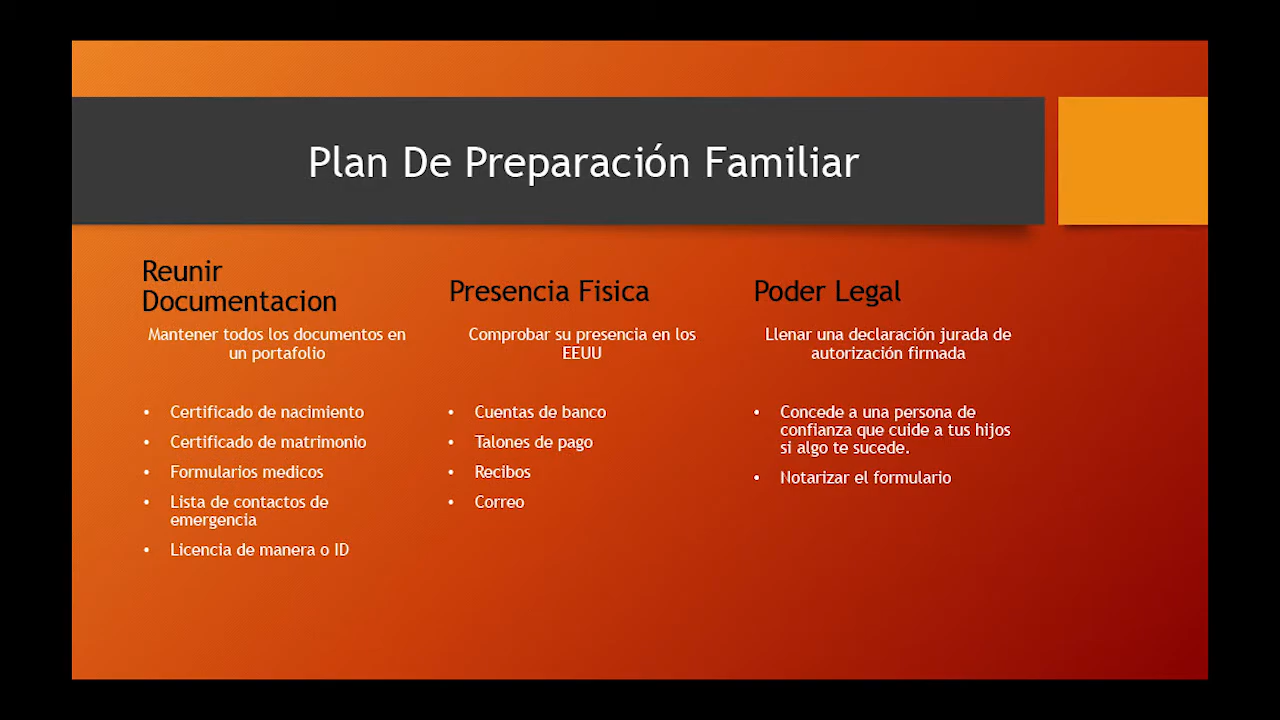 Plan De Preparación Familiar
Reunir
Documentacion
Mantener todos los documentos en
un portafolio
• Certificado de nacimiento
• Certificado de matrimonio
• Formularios medicos
• Lista de contactos de
emergencia
• Licencia de manera o ID
Presencia Fisica
Comprobar su presencia en los
EEUU
• Cuentas de banco
• Talones de pago
• Recibos
• Correo
Poder Legal
Llenar una declaración jurada de
autorización firmada
• Concede a una persona de
confianza que cuide a tus hijos
si algo te sucede.
• Notarizar el formulario